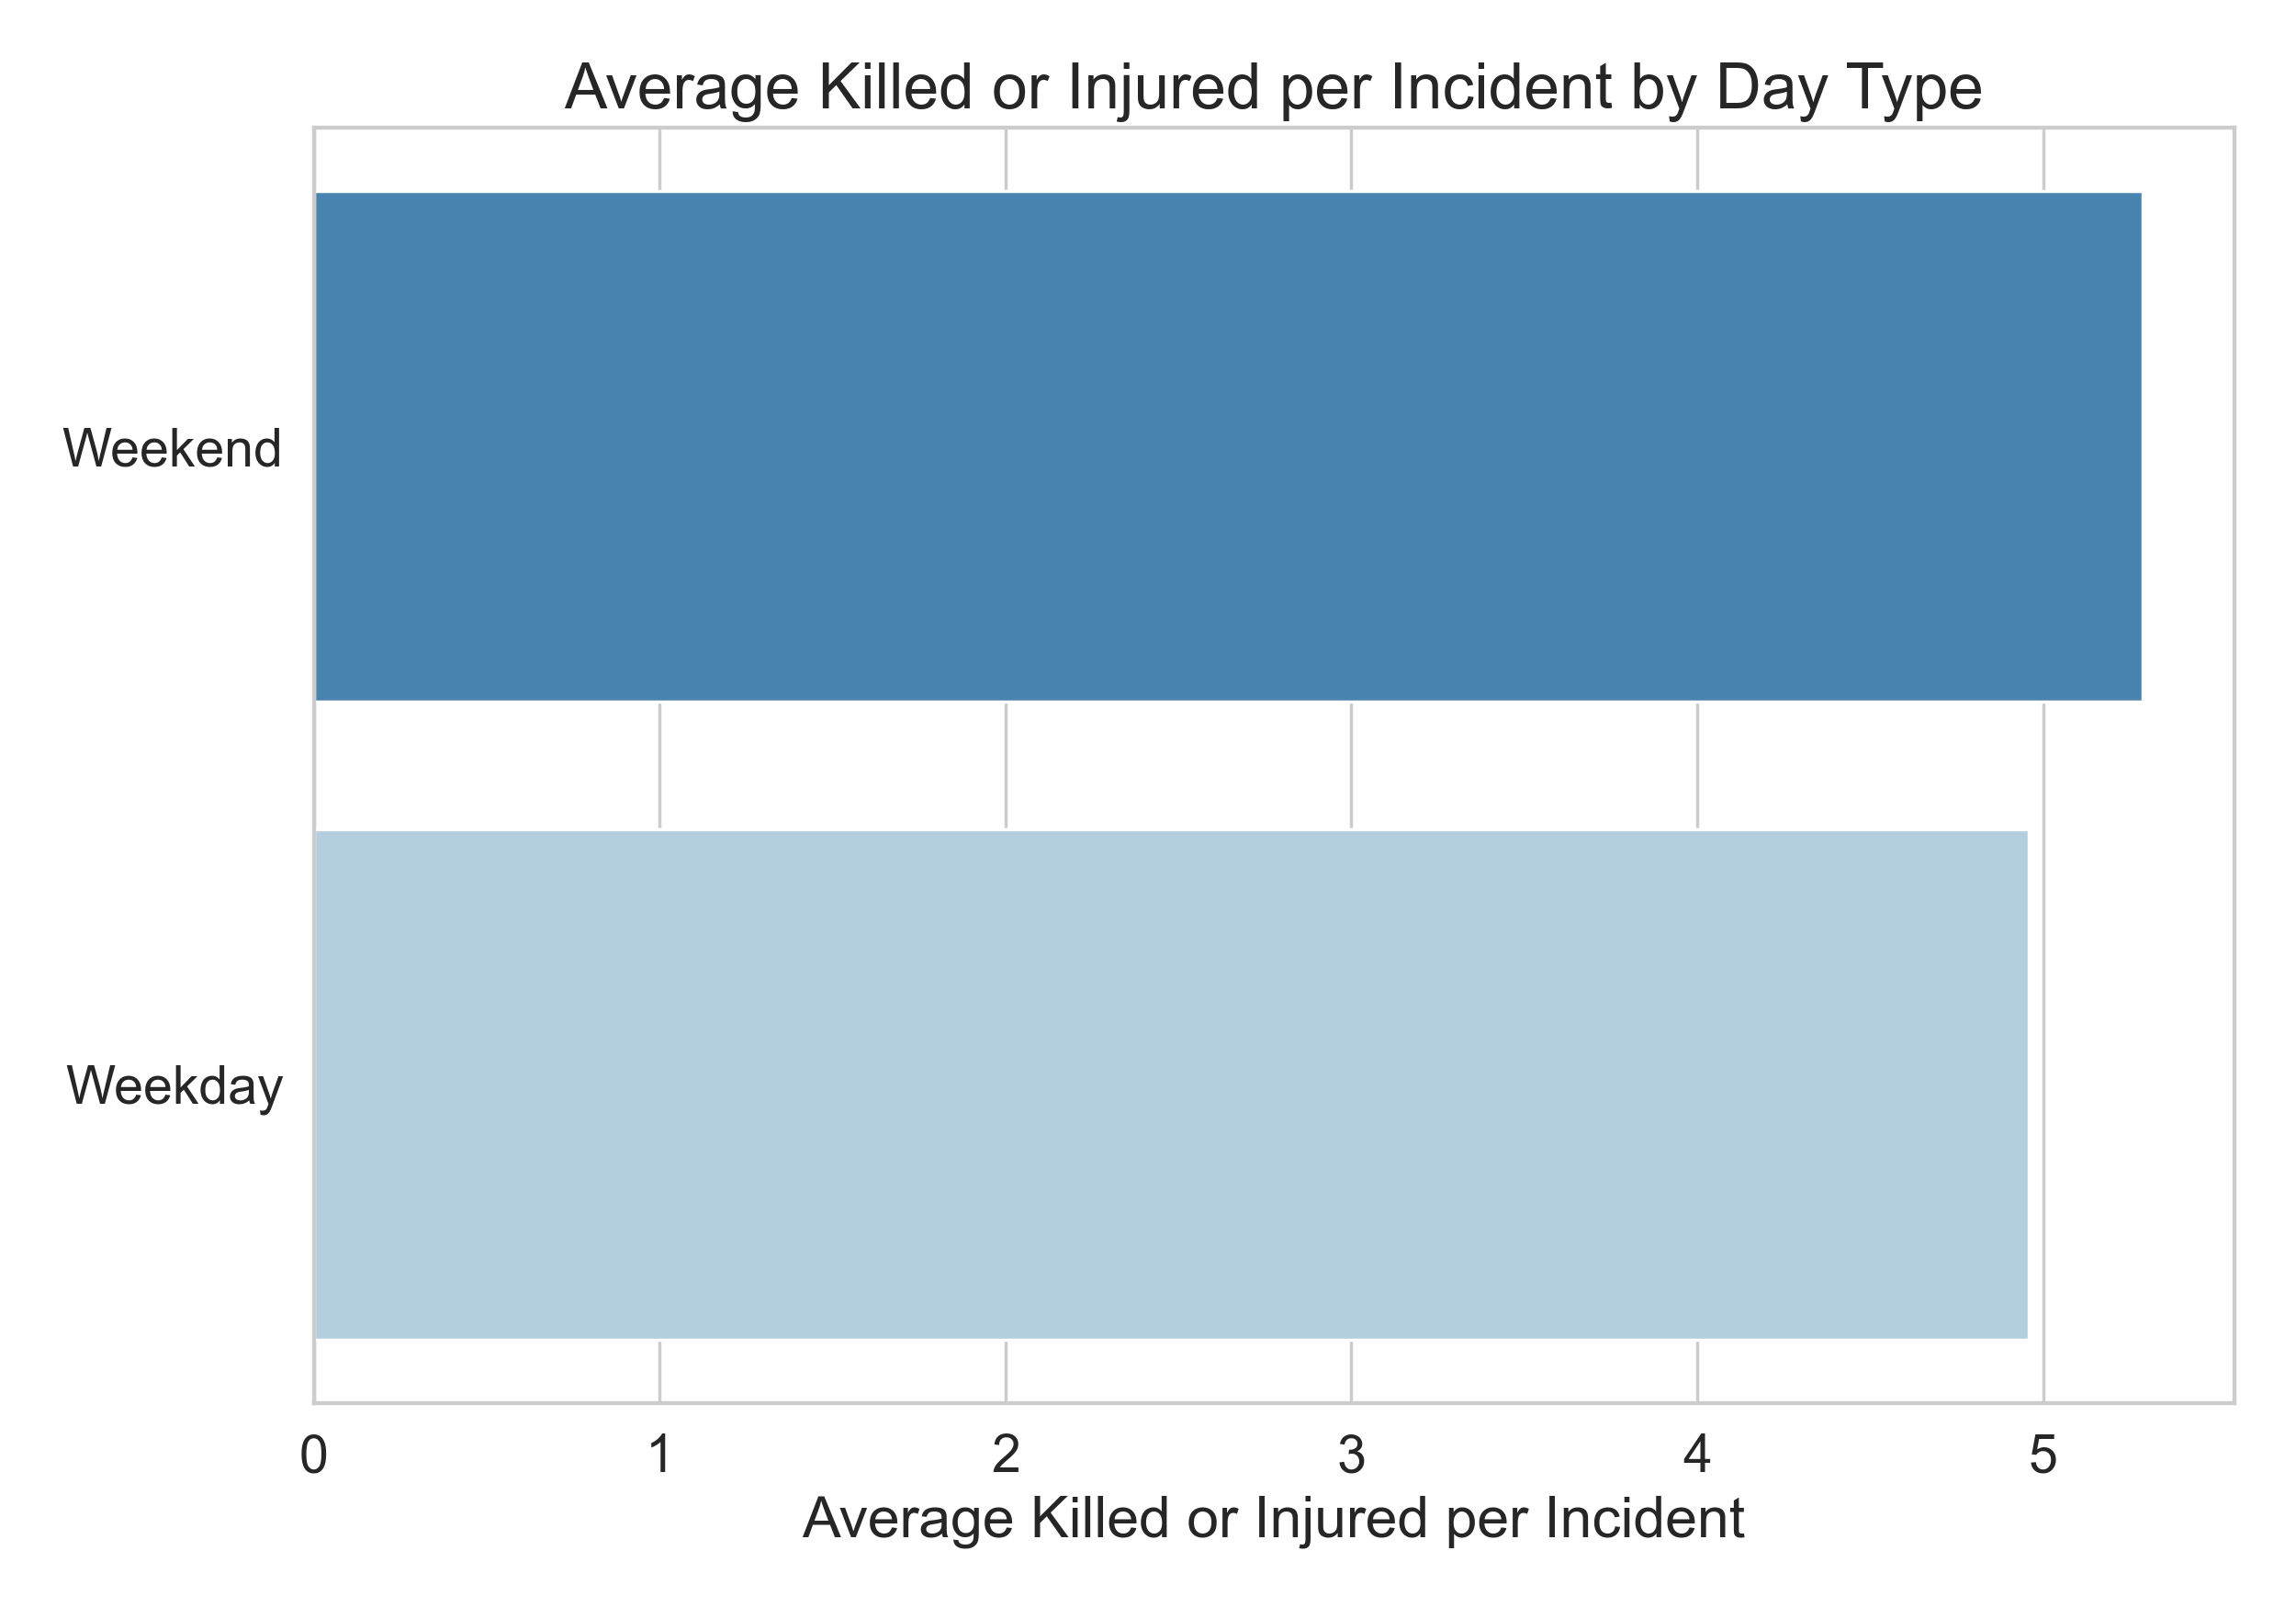 Average Killed or Injured per Incident by Day Type
Weekend
Weekday
0 1 2 3 4 5
Average Killed or Injured per Incident